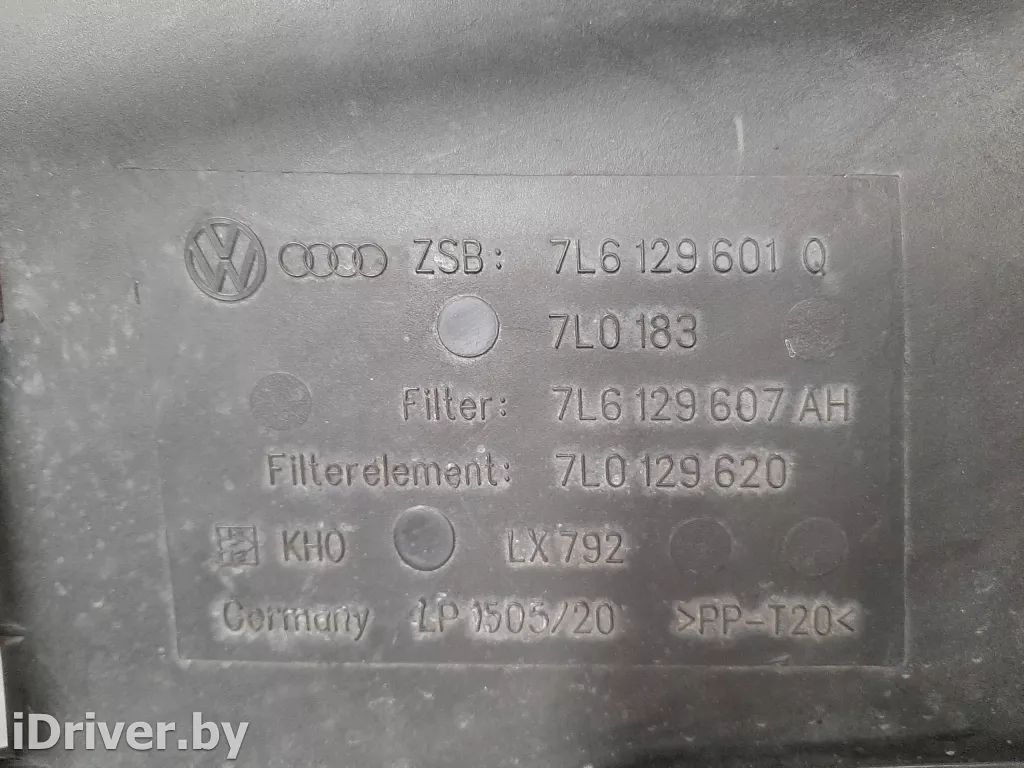 ZSB: 7L6 129 601 Q
7L0 183
Filter: 7L6 129 607 AH
Filterelement: 7L0 129 620
KHO LX 792
Germany LP 1505/20 >PP-T20<
iDriver.by